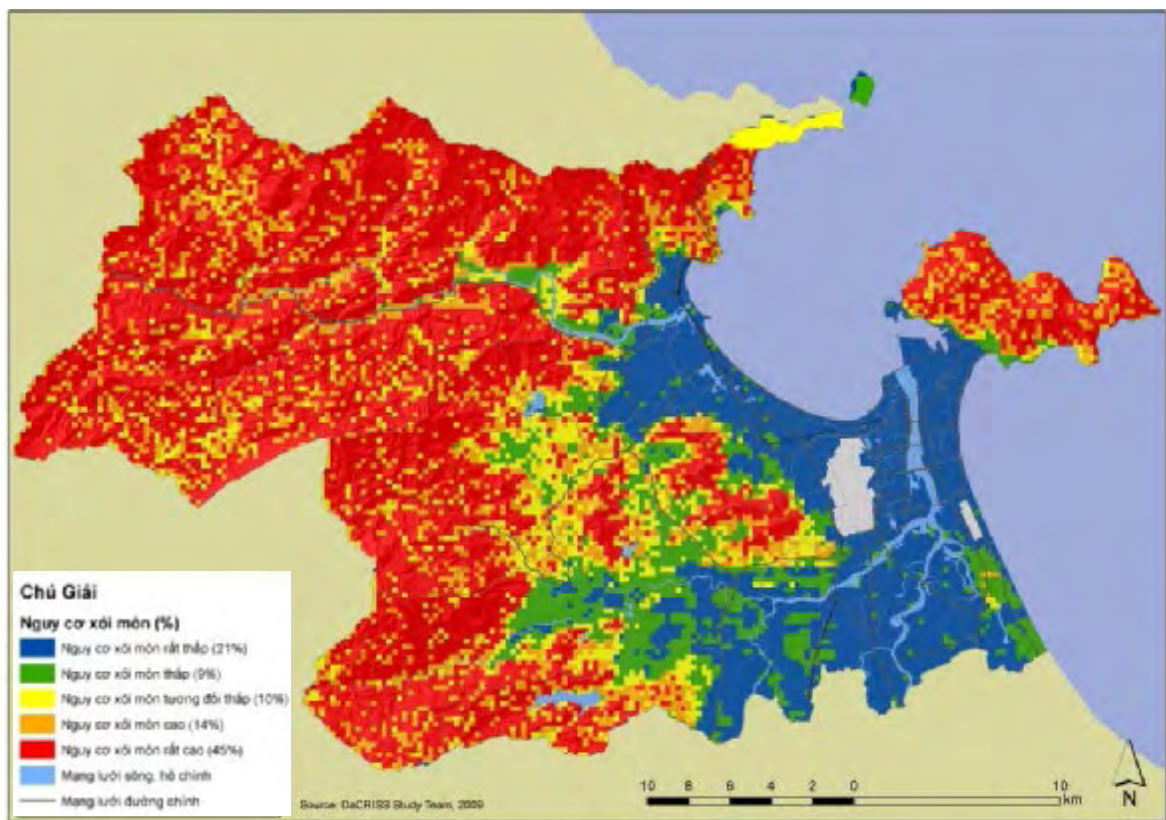 Chú Giải
Nguy cơ xói mòn (%)
Nguy cơ xói mòn rất thấp (21%)
Nguy cơ xói mòn thấp (9%)
Nguy cơ xói mòn tương đối thấp (10%)
Nguy cơ xói mòn cao (14%)
Nguy cơ xói mòn rất cao (45%)
Mạng lưới sông, hồ chính
Mạng lưới đường chính
Source: DaCRISS Study Team, 2009
10 8 6 4 2 0 10
km
N